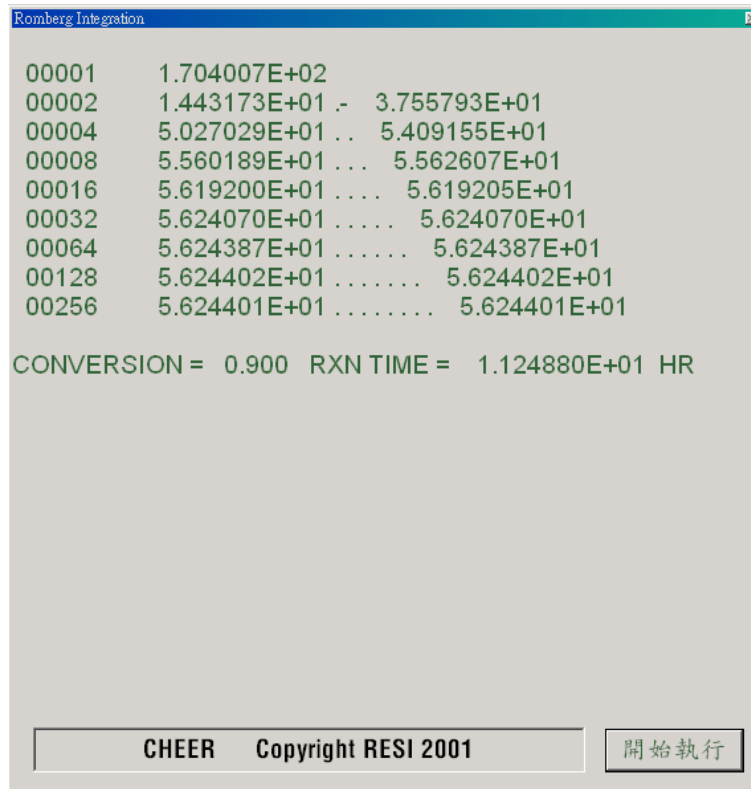 Romberg Integration
00001 1.704007E+02
00002 1.443173E+01 .- 3.755793E+01
00004 5.027029E+01 . . 5.409155E+01
00008 5.560189E+01 . . . 5.562607E+01
00016 5.619200E+01 . . . . 5.619205E+01
00032 5.624070E+01 . . . . . 5.624070E+01
00064 5.624387E+01 . . . . . . 5.624387E+01
00128 5.624402E+01 . . . . . . . 5.624402E+01
00256 5.624401E+01 . . . . . . . . 5.624401E+01
CONVERSION = 0.900 RXN TIME = 1.124880E+01 HR
CHEER Copyright RESI 2001
開始執行